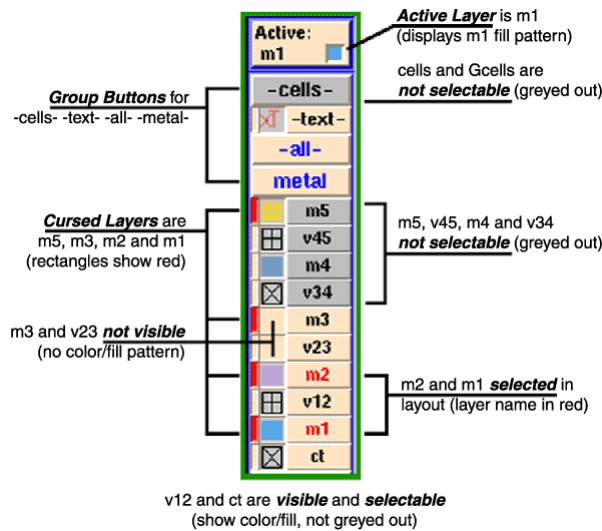 Active Layer is m1
(displays m1 fill pattern)
Active:
m1
cells and Gcells are
not selectable (greyed out)
Group Buttons for
-cells- -text- -all- -metal-
-cells-
-text-
-all-
metal
Cursed Layers are
m5, m3, m2 and m1
(rectangles show red)
m5
v45
m4
v34
m5, v45, m4 and v34
not selectable (greyed out)
m3 and v23 not visible
(no color/fill pattern)
m3
v23
m2
v12
m1
ct
m2 and m1 selected in
layout (layer name in red)
v12 and ct are visible and selectable
(show color/fill, not greyed out)